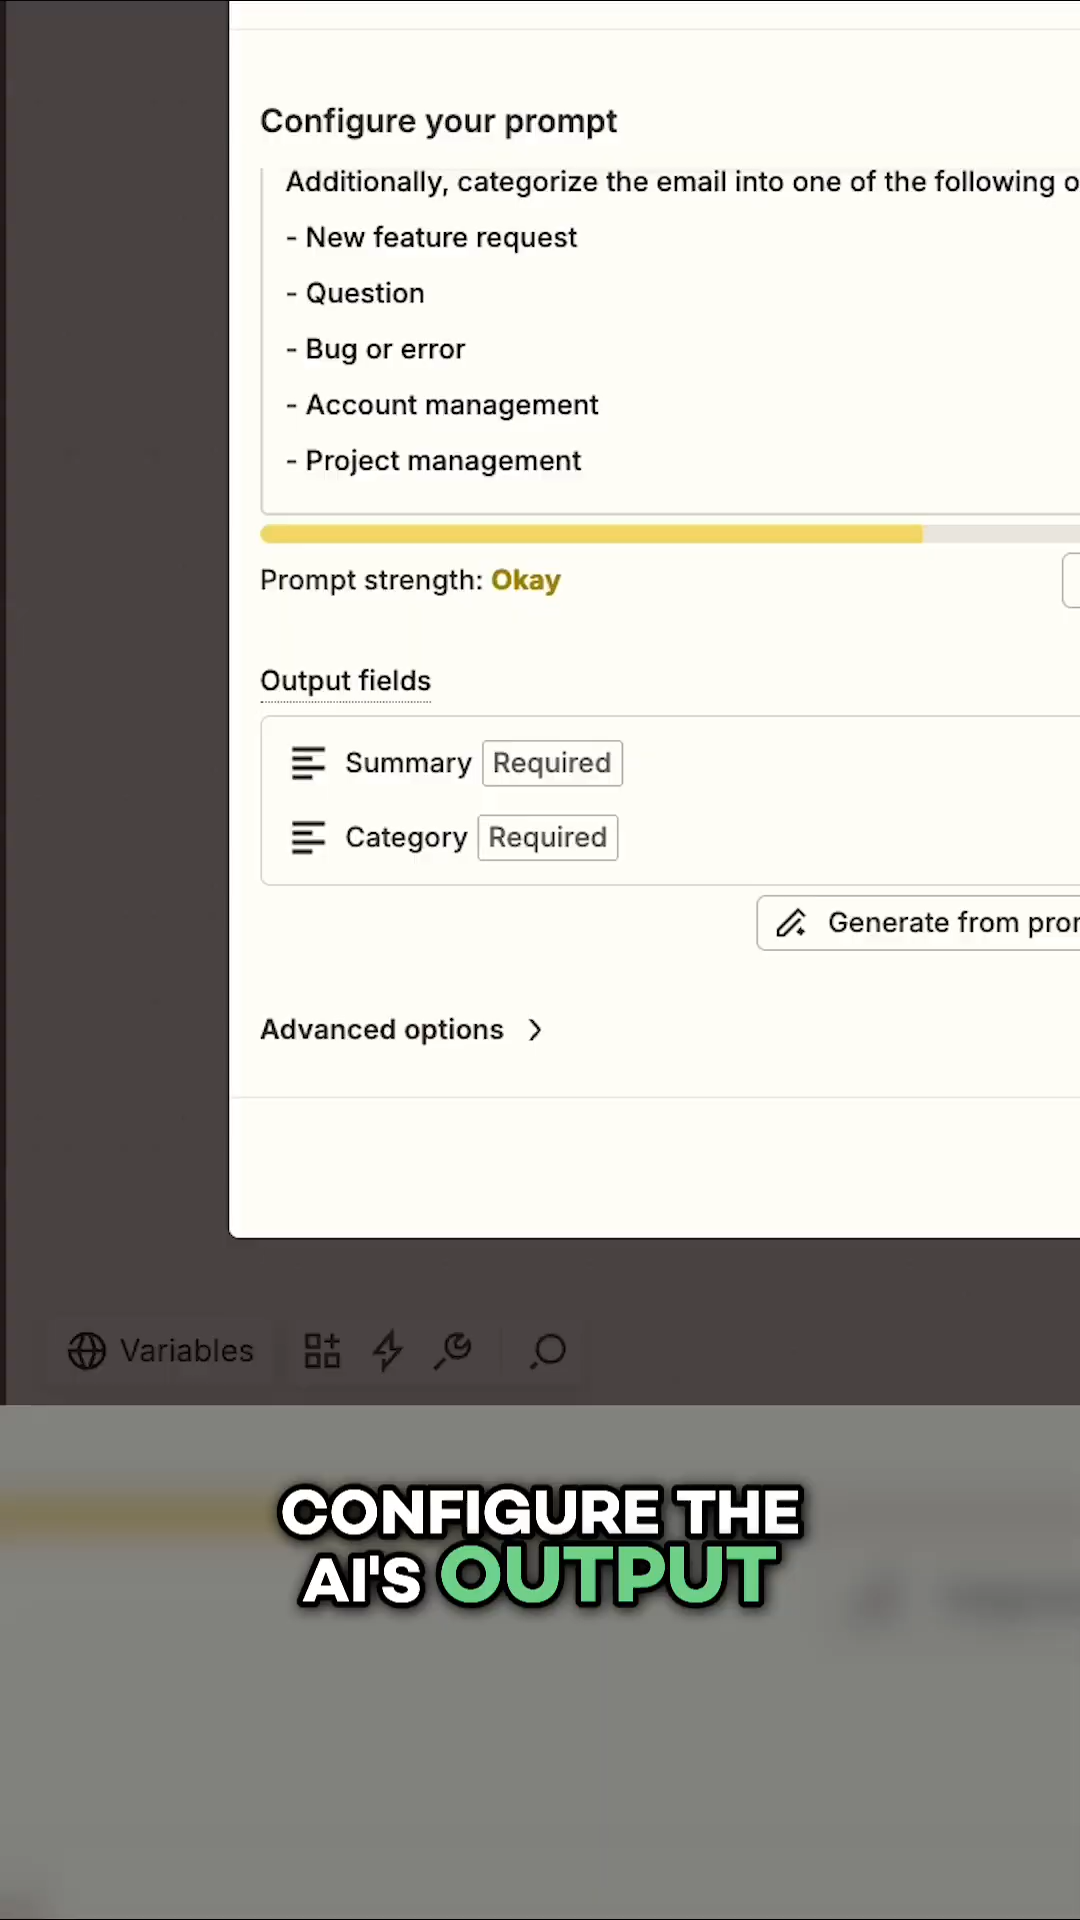 Configure your prompt
Additionally, categorize the email into one of the following
- New feature request
- Question
- Bug or error
- Account management
- Project management
Prompt strength: Okay
Output fields
Summary Required
Category Required
Generate from
Advanced options
Variables
CONFIGURE THE
AI'S OUTPUT